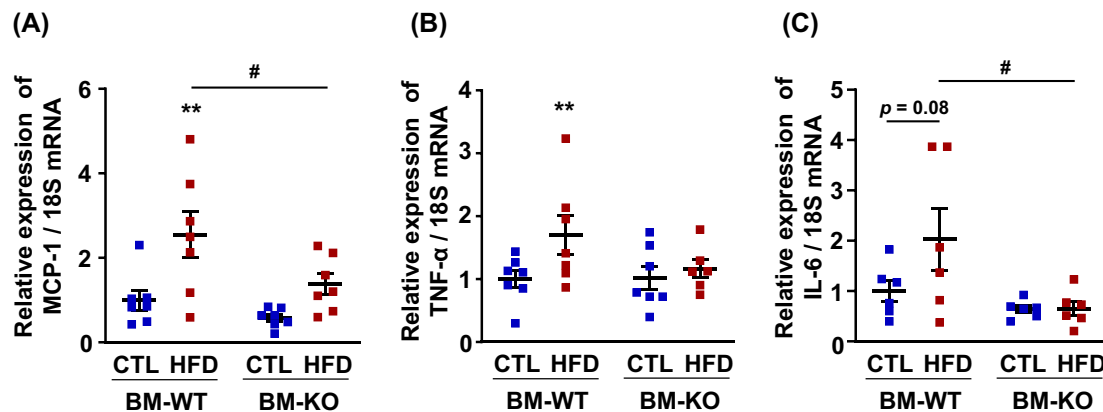 (A)
Relative expression of
MCP-1 / 18S mRNA
6
4
2
0
**
#
CTL HFD CTL HFD
BM-WT BM-KO
(B)
Relative expression of
TNF-α / 18S mRNA
4
3
2
1
0
**
CTL HFD CTL HFD
BM-WT BM-KO
(C)
Relative expression of
IL-6 / 18S mRNA
5
4
3
2
1
0
#
p = 0.08
CTL HFD CTL HFD
BM-WT BM-KO